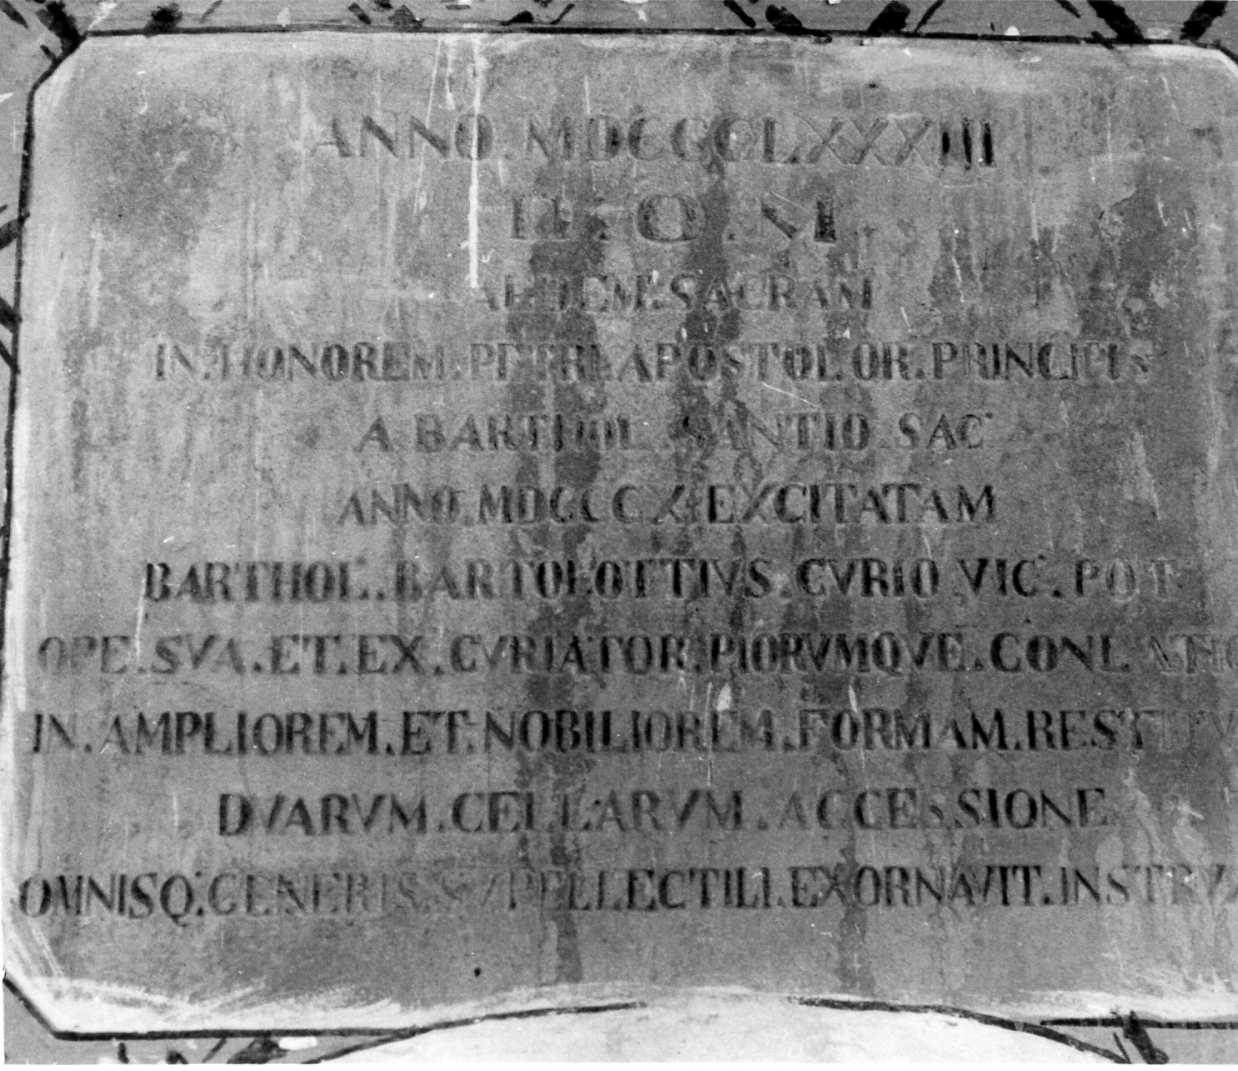 ANNO.MDCCCCLXXXIII
D.O.M
AEDEM.SACRAM
IN.HONOREM.PETRI.APOSTOLOR.PRINCIPIS
A.BARTHOL.SANTIO.SAC
ANNO.MDCCCX.EXCITATAM
BARTHOL.BARTOLOTTIVS.CVRIO.VIC.POT
OPE.SVA.ET.EX.CVRIATOR.PIORVMQVE.CONL
IN.AMPLIOREM.ET.NOBILIOREM.FORMAM.RESTITV
DVARVM.CELLARVM.ACCESSIONE
OMNISQ.GENERIS.SVPELLECTILI.EXORNAVIT.INSTRV